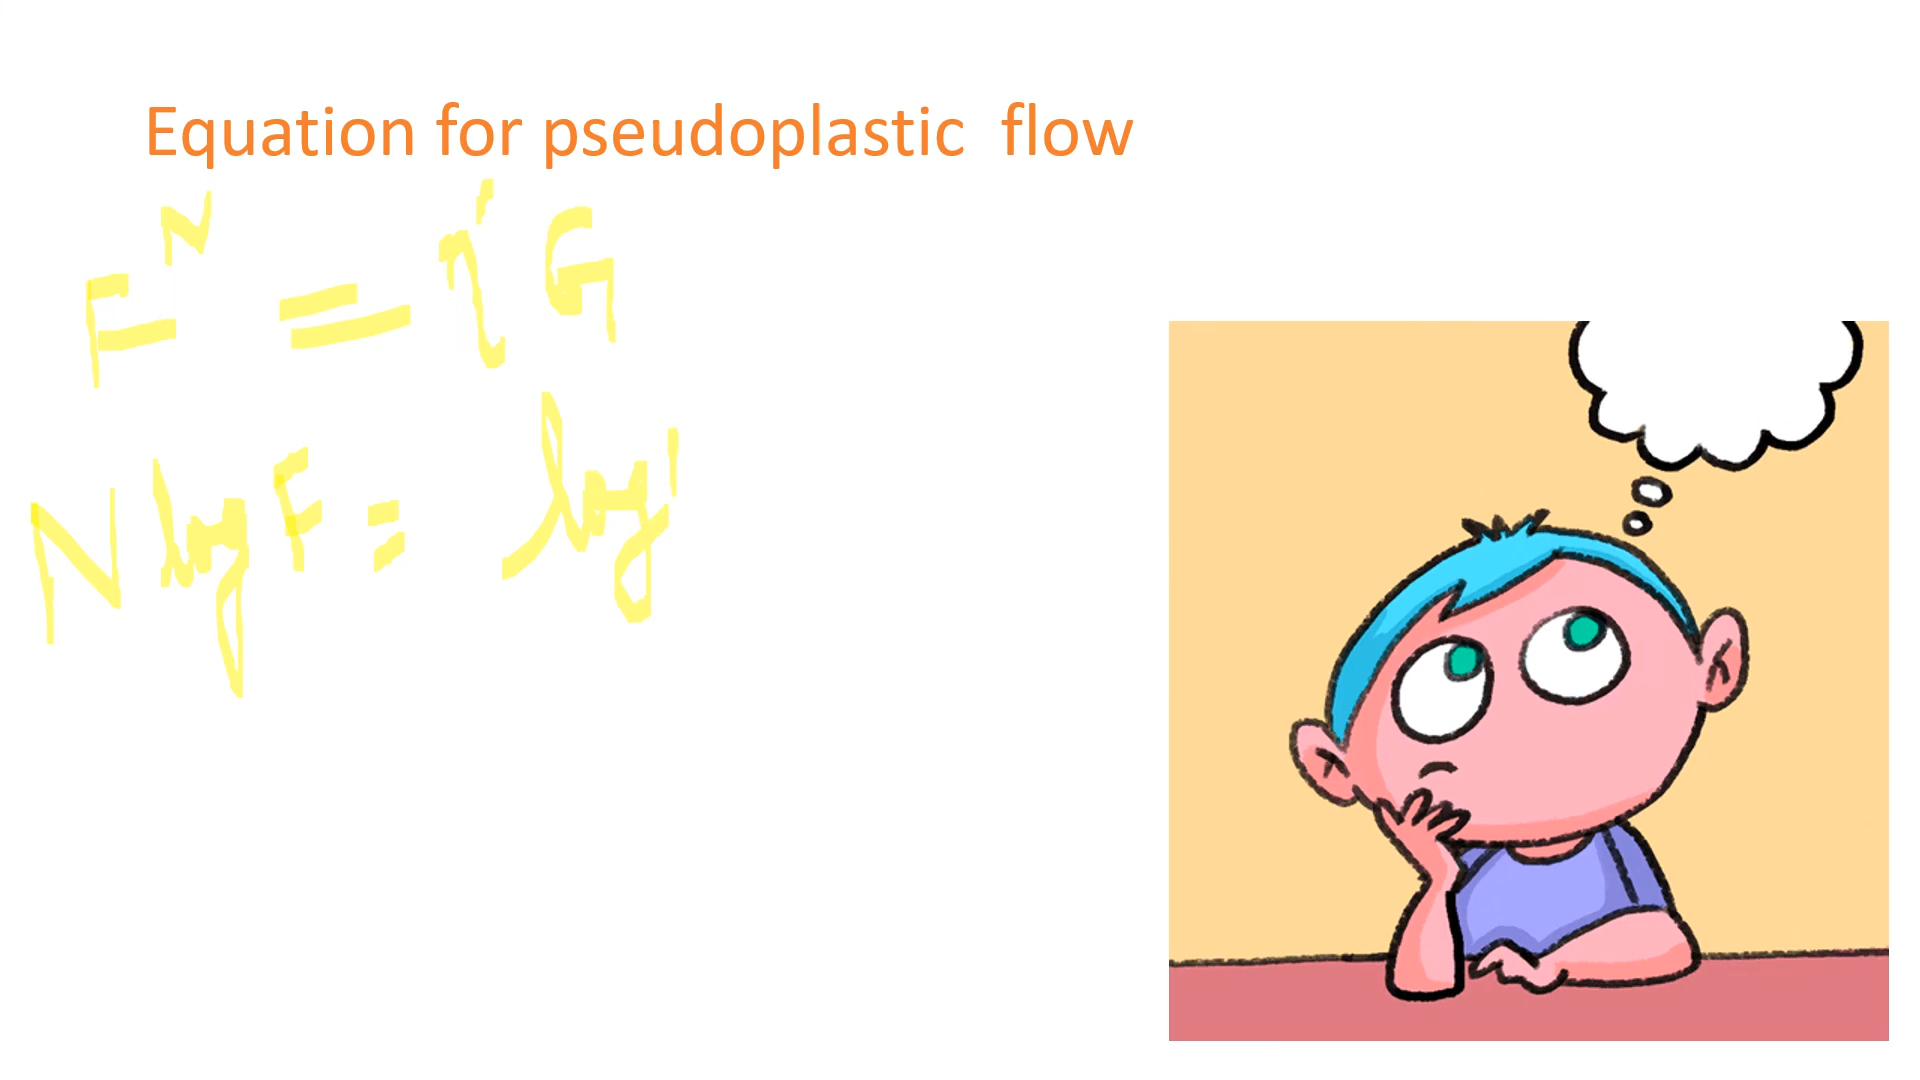 Equation for pseudoplastic flow
F^N = η' G
N log F = log '